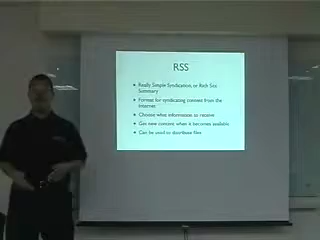 RSS
• Really Simple Syndication, or Rich Site
Summary
• Format for syndicating content from the
Internet
• Choose what information to receive
• Get new content when it becomes available
• Can be used to distribute files